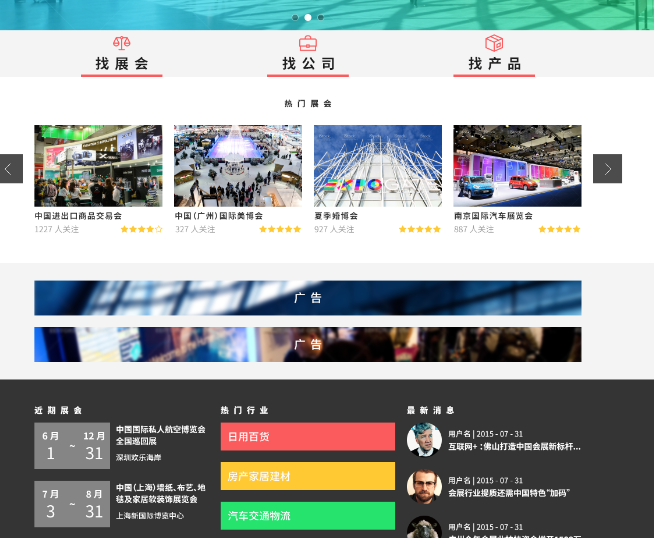 找展会 找公司 找产品
热门展会
中国进出口商品交易会
1227 人关注
中国(广州)国际美博会
327 人关注
夏季婚博会
927 人关注
南京国际汽车展览会
887 人关注
广告
广告
近期展会
6月 ~ 12月
1 31
中国国际私人航空博览会
全国巡回展
深圳欢乐海岸
7月 ~ 8月
3 31
中国(上海)墙纸、布艺、地
毯及家居软装饰展览会
上海新国际博览中心
热门行业
日用百货
房产家居建材
汽车交通物流
最新消息
用户名 | 2015 - 07 - 31
互联网+ :佛山打造中国会展新标杆...
用户名 | 2015 - 07 - 31
会展行业提质还需中国特色“加码”
用户名 | 2015 - 07 - 31